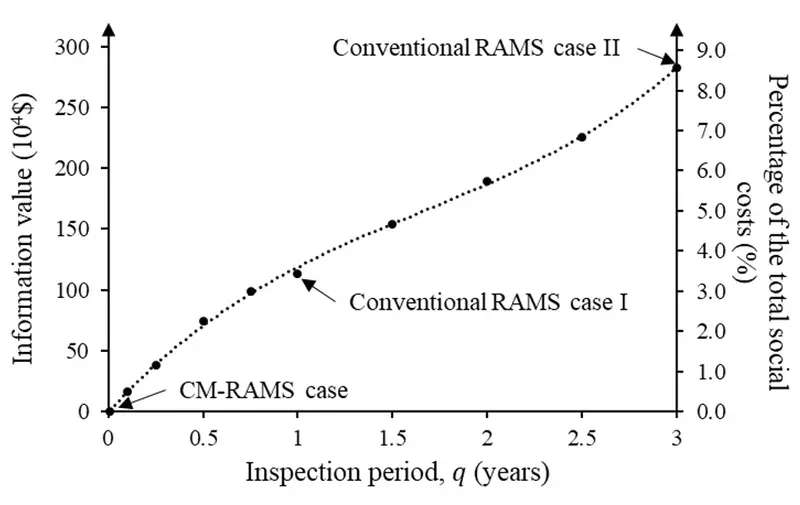 Information value (10⁴$)
300
250
200
150
100
50
0
Conventional RAMS case II
Conventional RAMS case I
CM-RAMS case
9.0
8.0
7.0
6.0
5.0
4.0
3.0
2.0
1.0
0.0
Percentage of the total social
costs (%)
0 0.5 1 1.5 2 2.5 3
Inspection period, q (years)